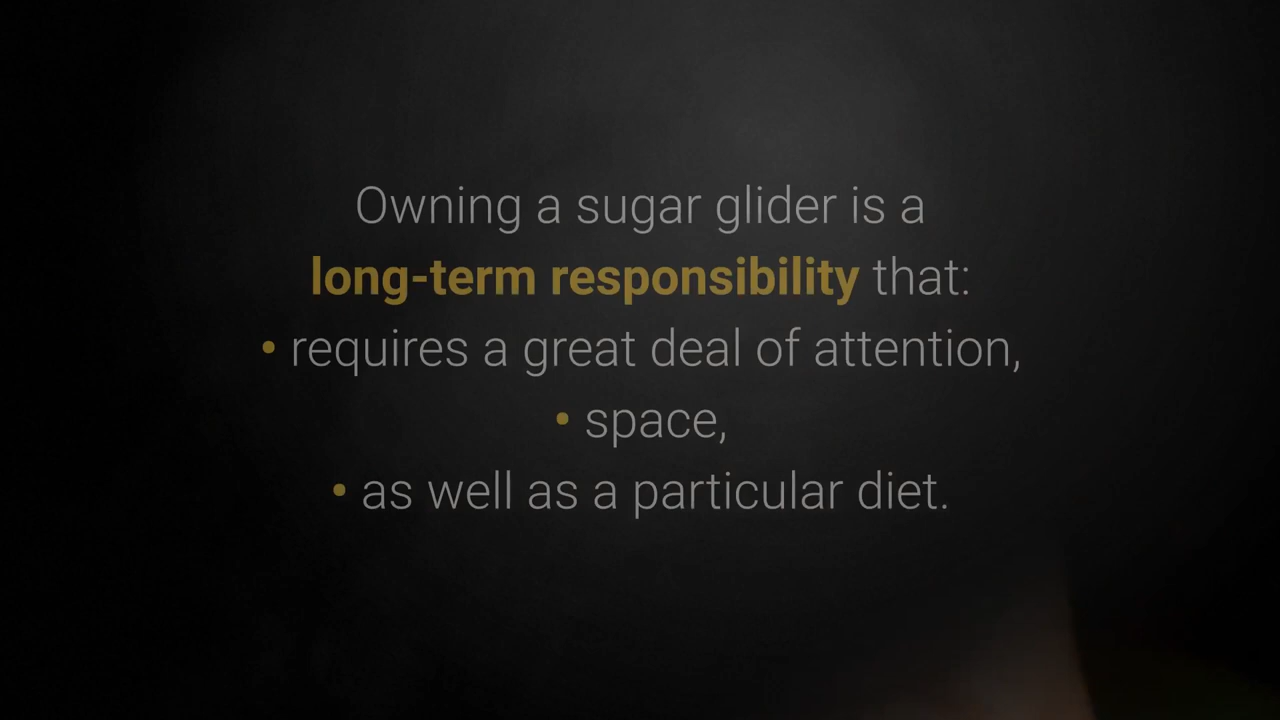 Owning a sugar glider is a
long-term responsibility that:
• requires a great deal of attention,
• space,
• as well as a particular diet.